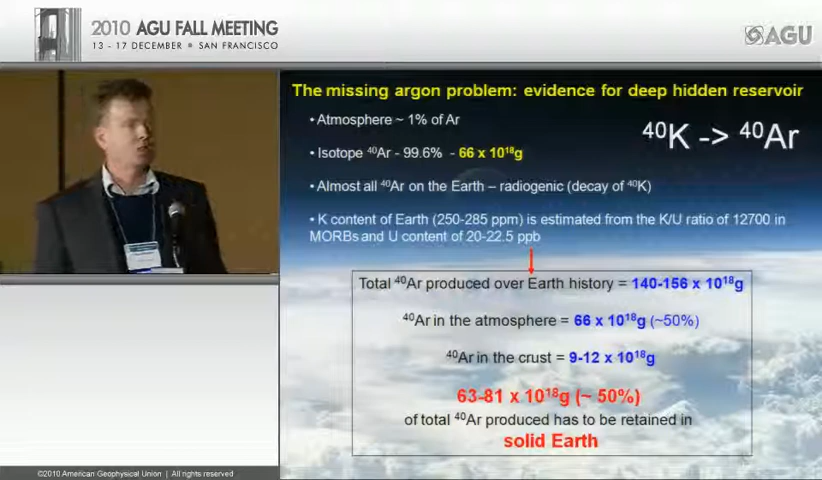 2010 AGU FALL MEETING
13 - 17 DECEMBER ■ SAN FRANCISCO
AGU
The missing argon problem: evidence for deep hidden reservoir
• Atmosphere ~ 1% of Ar
⁴⁰K -> ⁴⁰Ar
• Isotope ⁴⁰Ar - 99.6% - 66 x 10¹⁸g
• Almost all ⁴⁰Ar on the Earth – radiogenic (decay of ⁴⁰K)
• K content of Earth (250-285 ppm) is estimated from the K/U ratio of 12700 in
MORBs and U content of 20-22.5 ppb
Total ⁴⁰Ar produced over Earth history = 140-156 x 10¹⁸g
⁴⁰Ar in the atmosphere = 66 x 10¹⁸g (~50%)
⁴⁰Ar in the crust = 9-12 x 10¹⁸g
63-81 x 10¹⁸g (~ 50%)
of total ⁴⁰Ar produced has to be retained in
solid Earth
©2010 American Geophysical Union | All rights reserved